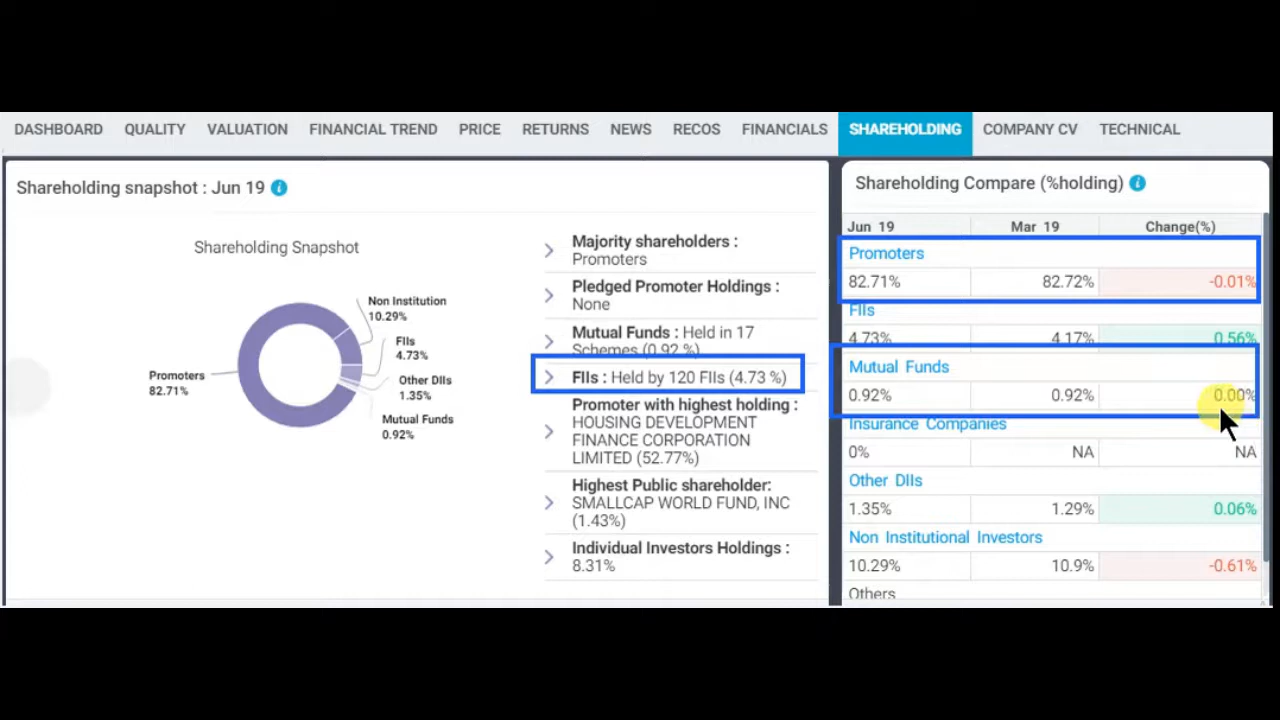 DASHBOARD QUALITY VALUATION FINANCIAL TREND PRICE RETURNS NEWS RECOS FINANCIALS SHAREHOLDING COMPANY CV TECHNICAL
Shareholding snapshot : Jun 19 i
Shareholding Snapshot
Non Institution
10.29%
FIIs
4.73%
Promoters
82.71%
Other DIIs
1.35%
Mutual Funds
0.92%
Majority shareholders :
Promoters
Pledged Promoter Holdings :
None
Mutual Funds : Held in 17
Schemes (0.92 %)
FIIs : Held by 120 FIIs (4.73 %)
Promoter with highest holding :
HOUSING DEVELOPMENT
FINANCE CORPORATION
LIMITED (52.77%)
Highest Public shareholder:
SMALLCAP WORLD FUND, INC
(1.43%)
Individual Investors Holdings :
8.31%
Shareholding Compare (%holding) i
Jun 19 Mar 19 Change(%)
Promoters
82.71% 82.72% -0.01%
FIIs
4.73% 4.17% 0.56%
Mutual Funds
0.92% 0.92% 0.00%
Insurance Companies
0% NA NA
Other DIIs
1.35% 1.29% 0.06%
Non Institutional Investors
10.29% 10.9% -0.61%
Others